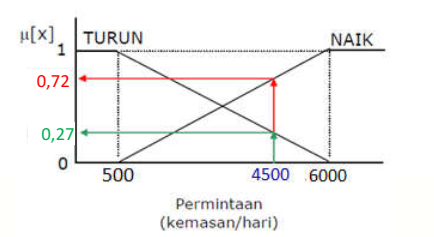 μ[x]
TURUN
NAIK
1
0,72
0,27
0
500
4500
6000
Permintaan
(kemasan/hari)